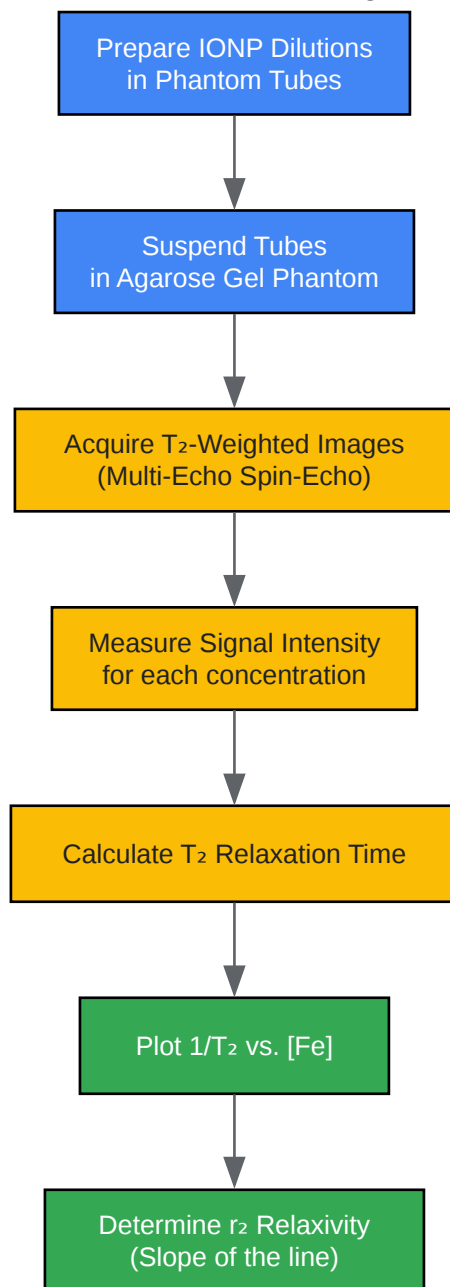 Prepare IONP Dilutions
in Phantom Tubes
Suspend Tubes
in Agarose Gel Phantom
Acquire T₂-Weighted Images
(Multi-Echo Spin-Echo)
Measure Signal Intensity
for each concentration
Calculate T₂ Relaxation Time
Plot 1/T₂ vs. [Fe]
Determine r₂ Relaxivity
(Slope of the line)